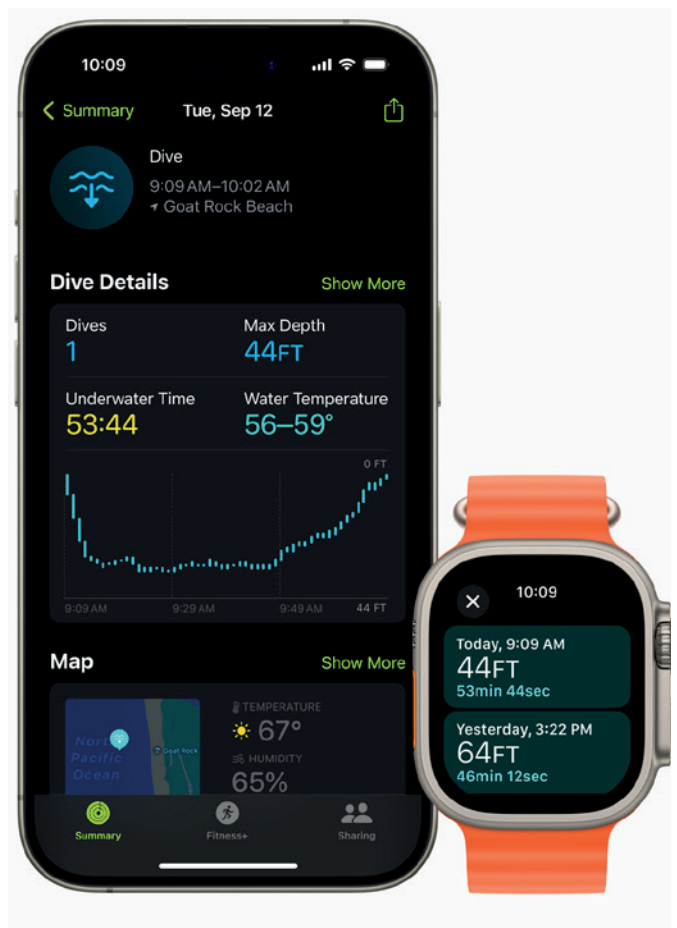 10:09
Summary
Tue, Sep 12
Dive
9:09 AM–10:02 AM
Goat Rock Beach
Dive Details
Show More
Dives
1
Max Depth
44FT
Underwater Time
53:44
Water Temperature
56–59°
0 FT
9:09 AM
9:29 AM
9:49 AM
44 FT
Map
Show More
North
Pacific
Ocean
Goat Rock
TEMPERATURE
67°
HUMIDITY
65%
Summary
Fitness+
Sharing
10:09
Today, 9:09 AM
44FT
53min 44sec
Yesterday, 3:22 PM
64FT
46min 12sec